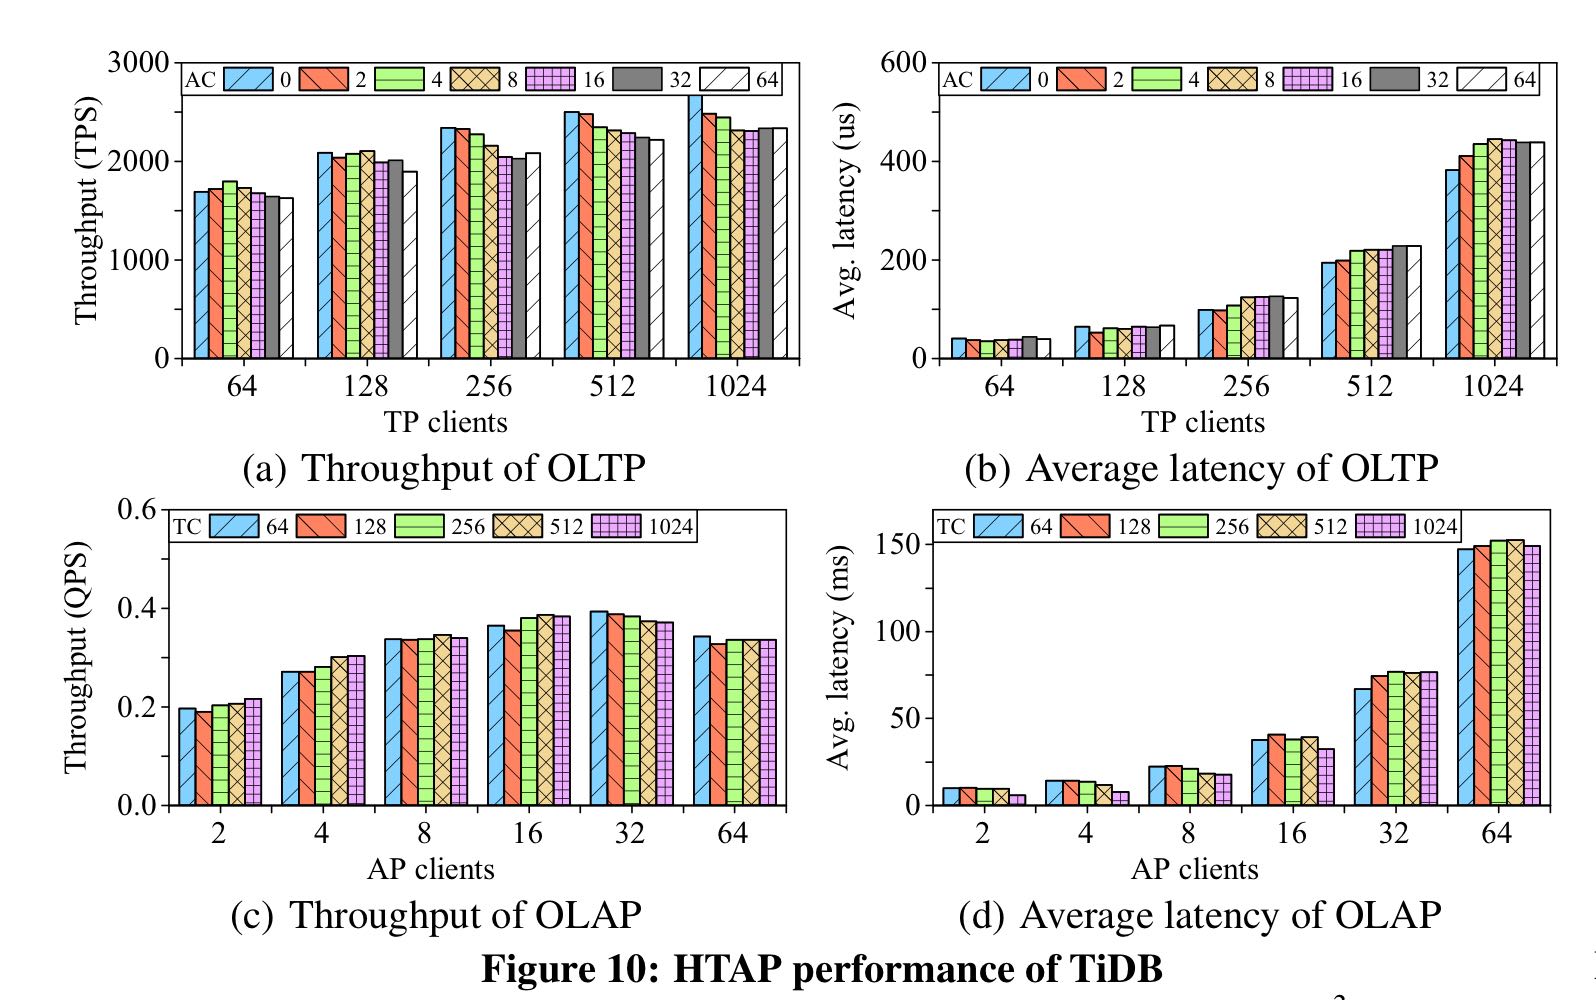 3000
2000
1000
0
Throughput (TPS)
AC 0 2 4 8 16 32 64
64 128 256 512 1024
TP clients
(a) Throughput of OLTP
600
400
200
0
Avg. latency (us)
AC 0 2 4 8 16 32 64
64 128 256 512 1024
TP clients
(b) Average latency of OLTP
0.6
0.4
0.2
0.0
Throughput (QPS)
TC 64 128 256 512 1024
2 4 8 16 32 64
AP clients
(c) Throughput of OLAP
150
100
50
0
Avg. latency (ms)
TC 64 128 256 512 1024
2 4 8 16 32 64
AP clients
(d) Average latency of OLAP
Figure 10: HTAP performance of TiDB